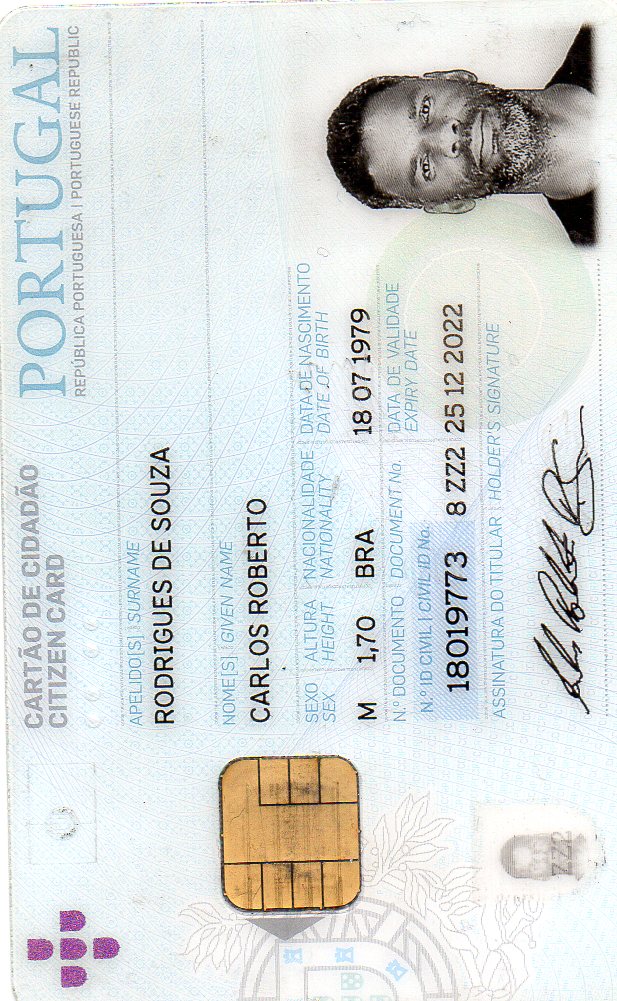 CARTÃO DE CIDADÃO
CITIZEN CARD
PORTUGAL
REPÚBLICA PORTUGUESA | PORTUGUESE REPUBLIC
APELIDO[S] | SURNAME
RODRIGUES DE SOUZA
NOME[S] | GIVEN NAME
CARLOS ROBERTO
SEXO ALTURA NACIONALIDADE DATA DE NASCIMENTO
SEX HEIGHT NATIONALITY DATE OF BIRTH
M 1,70 BRA 18 07 1979
N.º DOCUMENTO DOCUMENT No. DATA DE VALIDADE
N.º ID CIVIL | CIVIL ID No. EXPIRY DATE
18019773 8 ZZ2 25 12 2022
ASSINATURA DO TITULAR | HOLDER'S SIGNATURE
ZZ2